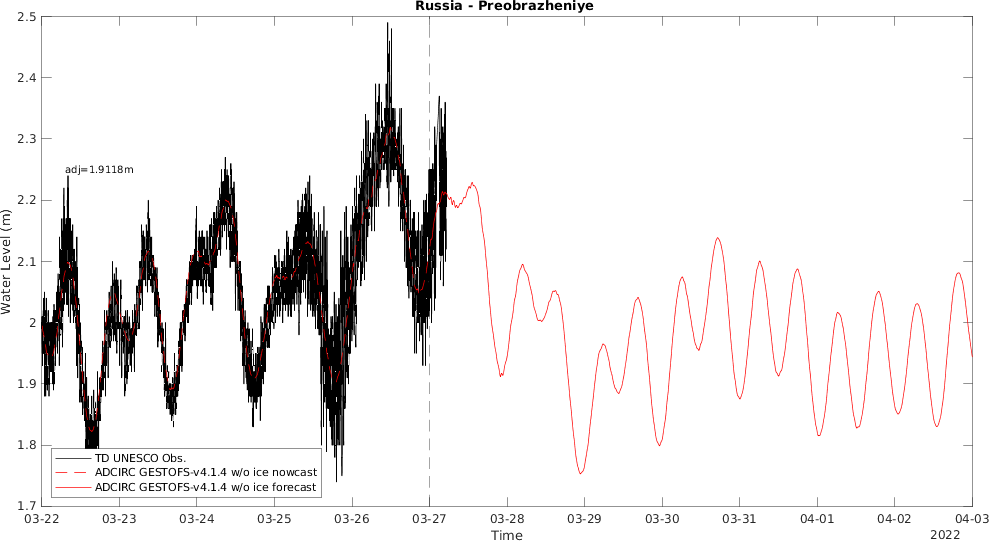 Russia - Preobrazheniye
2.5
2.4
2.3
adj=1.9118m
2.2
2.1
Water Level (m)
2
1.9
1.8
TD UNESCO Obs.
ADCIRC GESTOFS-v4.1.4 w/o ice nowcast
ADCIRC GESTOFS-v4.1.4 w/o ice forecast
1.7
03-22 03-23 03-24 03-25 03-26 03-27 03-28 03-29 03-30 03-31 04-01 04-02 04-03
Time
2022